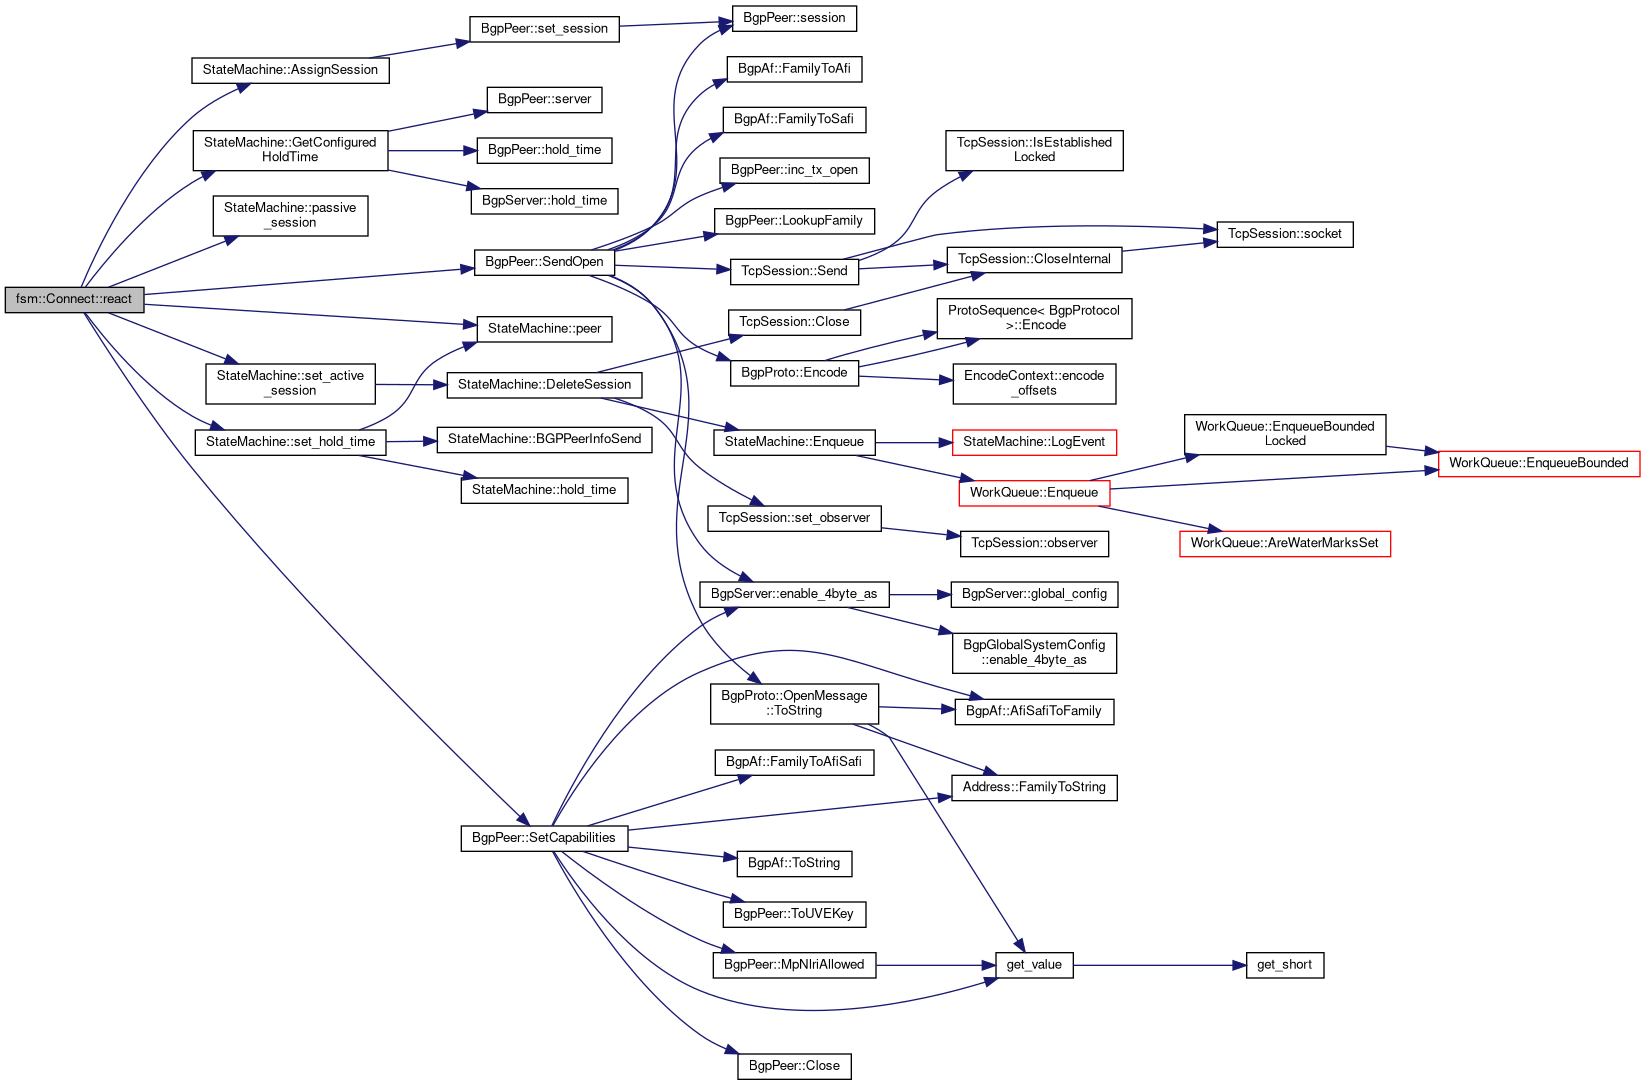 fsm::Connect::react
StateMachine::AssignSession
StateMachine::GetConfigured
HoldTime
StateMachine::passive
_session
StateMachine::set_active
_session
StateMachine::set_hold_time
BgpPeer::set_session
BgpPeer::server
BgpPeer::hold_time
BgpServer::hold_time
BgpPeer::SendOpen
StateMachine::peer
StateMachine::DeleteSession
StateMachine::BGPPeerInfoSend
StateMachine::hold_time
BgpPeer::SetCapabilities
BgpPeer::session
BgpAf::FamilyToAfi
BgpAf::FamilyToSafi
BgpPeer::inc_tx_open
BgpPeer::LookupFamily
TcpSession::Send
TcpSession::Close
BgpProto::Encode
StateMachine::Enqueue
TcpSession::set_observer
BgpServer::enable_4byte_as
BgpProto::OpenMessage
::ToString
BgpAf::FamilyToAfiSafi
BgpAf::ToString
BgpPeer::ToUVEKey
BgpPeer::MpNlriAllowed
BgpPeer::Close
TcpSession::IsEstablished
Locked
TcpSession::CloseInternal
ProtoSequence< BgpProtocol
>::Encode
EncodeContext::encode
_offsets
StateMachine::LogEvent
WorkQueue::Enqueue
TcpSession::observer
BgpServer::global_config
BgpGlobalSystemConfig
::enable_4byte_as
BgpAf::AfiSafiToFamily
Address::FamilyToString
get_value
TcpSession::socket
WorkQueue::EnqueueBounded
Locked
WorkQueue::AreWaterMarksSet
get_short
WorkQueue::EnqueueBounded